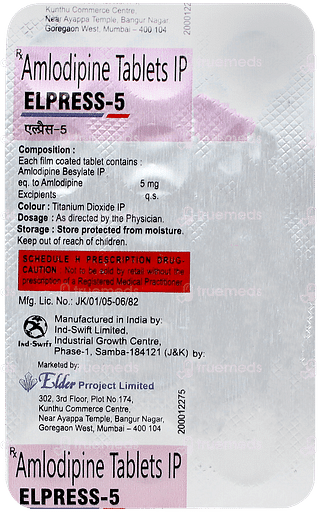 Kunthu Commerce Centre,
Near Ayappa Temple, Bangur Nagar
Goregaon West, Mumbai – 400 104
2000012
Rx Amlodipine Tablets IP
ELPRESS-5
एल्प्रैस-5
Composition :
Each film coated tablet contains :
Amlodipine Besylate IP
eq. to Amlodipine 5 mg
Excipients q.s.
Colour : Titanium Dioxide IP
Dosage : As directed by the Physician.
Storage : Store protected from moisture.
Keep out of reach of children.
SCHEDULE H PRESCRIPTION DRUG-
CAUTION : Not to be sold by retail without the
prescription of a Registered Medical Practitioner.
Mfg. Lic. No.: JK/01/05-06/82
Manufactured in India by:
Ind-Swift Limited,
Industrial Growth Centre,
Phase-1, Samba-184121 (J&K) by:
Ind-Swift
Marketed by:
Elder Prroject Limited
302, 3rd Floor, Plot No.174,
Kunthu Commerce Centre,
Near Ayappa Temple, Bangur Nagar,
Goregaon West, Mumbai – 400 104
200012275
Rx Amlodipine Tablets IP
ELPRESS-5
truemeds